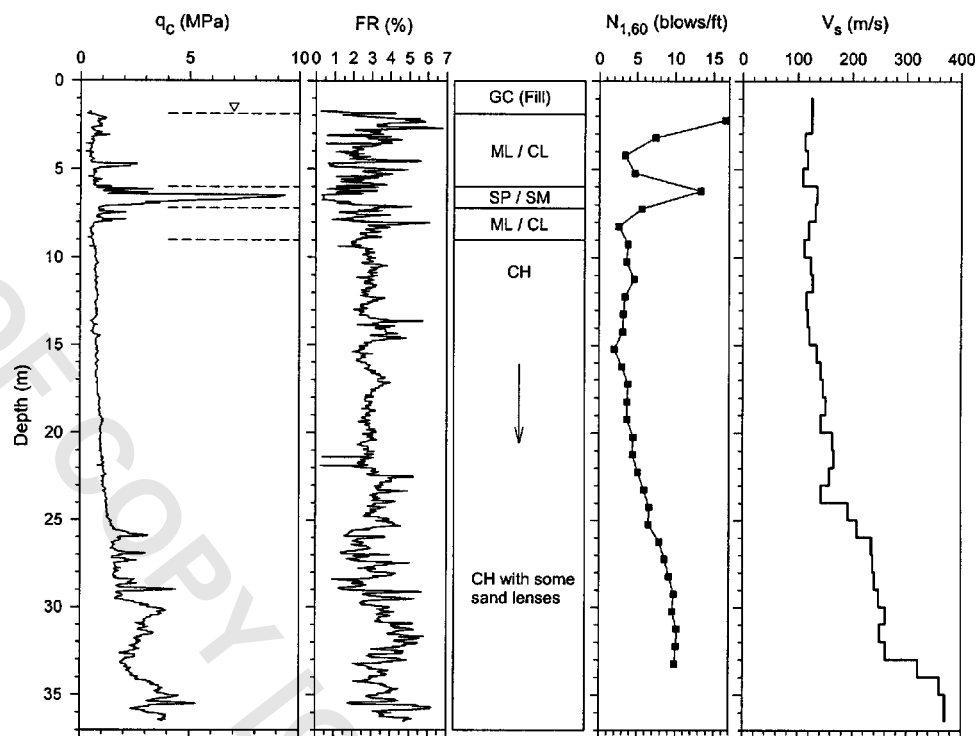 q_c (MPa) FR (%) N_1,60 (blows/ft) V_s (m/s)
0 5 10 0 1 2 3 4 5 6 7 0 5 10 15 0 100 200 300 400
0
5
10
15
20
25
30
35
Depth (m)
GC (Fill)
ML / CL
SP / SM
ML / CL
CH
CH with some
sand lenses
OF COPY